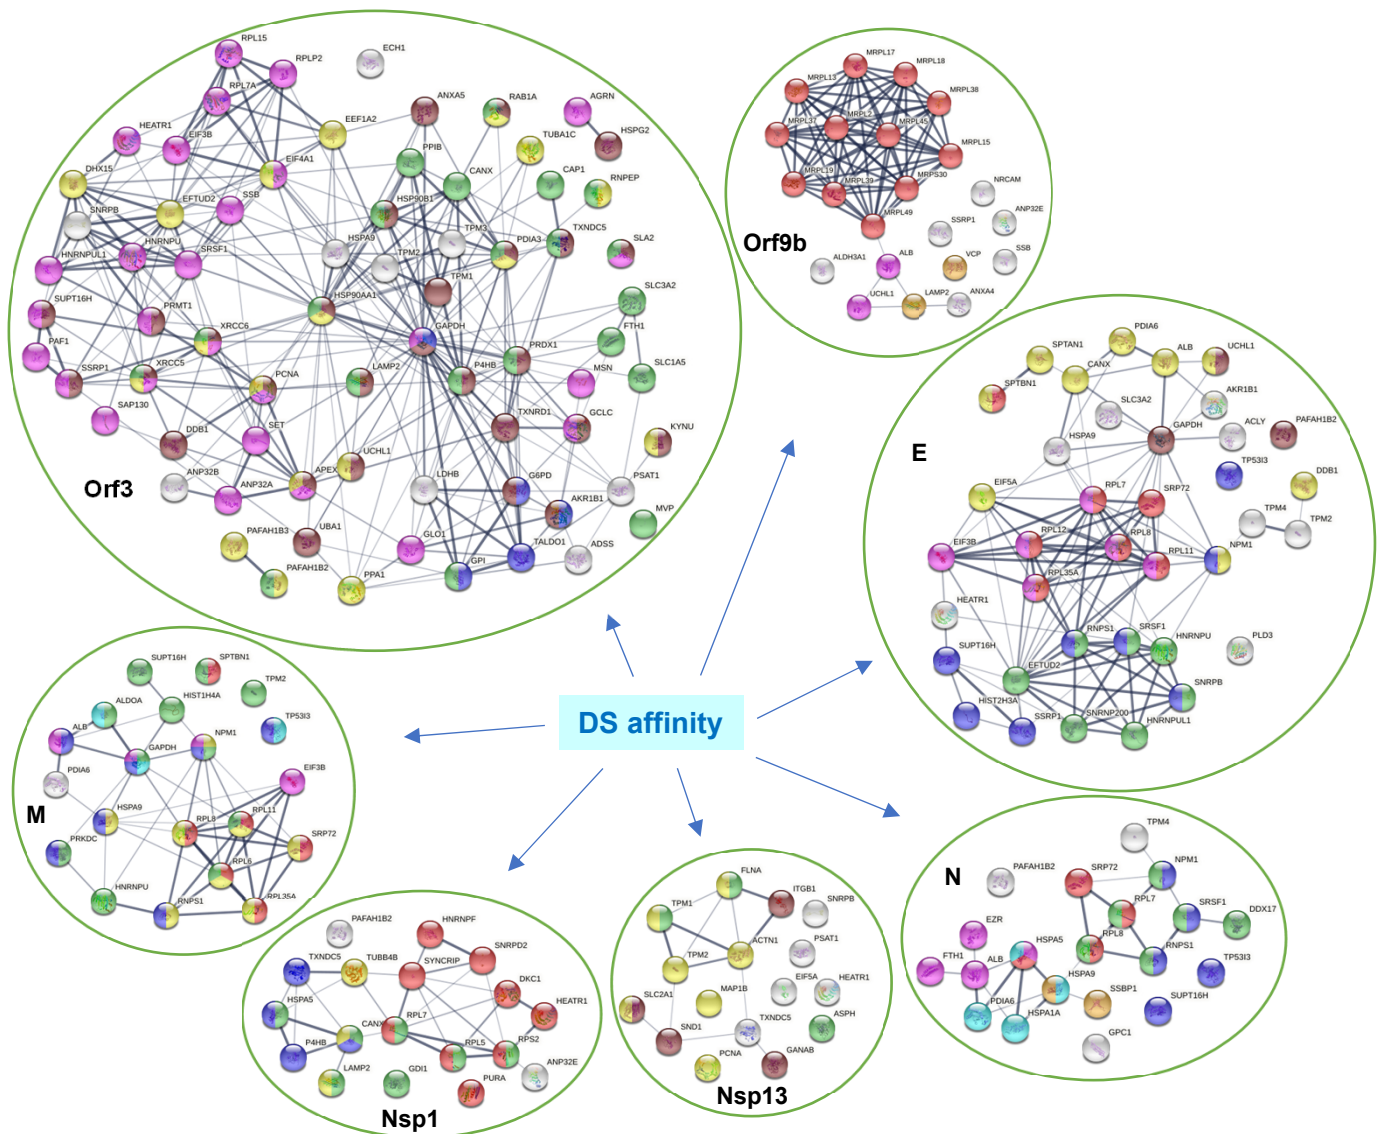 RPL15
RPLP2
ECH1
RPL7A
ANXA5
RAB1A
AGRN
HEATR1
EIF3B
EEF1A2
TUBA1C
HSPG2
PPIB
DHX15
EIF4A1
CANX
CAP1
RNPEP
SNRPB
EFTUD2
SSB
HSP90B1
HNRNPU
HSPA9
TPM3
PDIA3
TXNDC5
SLA2
HNRNPUL1
SRSF1
TPM2
TPM1
SUPT16H
PRMT1
HSP90AA1
SLC3A2
PAF1
XRCC6
GAPDH
FTH1
SSRP1
XRCC5
PCNA
LAMP2
P4HB
PRDX1
SLC1A5
MSN
SAP130
SET
TXNRD1
GCLC
KYNU
DDB1
UCHL1
ANP32B
ANP32A
APEX
LDHB
G6PD
PSAT1
Orf3
AKR1B1
MVP
PAFAH1B3
UBA1
GLO1
TALDO1
ADSS
PAFAH1B2
PPA1
GPI
MRPL17
MRPL18
MRPL13
MRPL38
MRPL37
MRPL2
MRPL45
MRPL15
MRPL19
MRPL39
MRPS30
NRCAM
MRPL49
SSRP1
ANP32E
Orf9b
ALB
VCP
SSB
ALDH3A1
UCHL1
LAMP2
ANXA4
PDIA6
SPTAN1
ALB
UCHL1
CANX
SPTBN1
SLC3A2
AKR1B1
E
HSPA9
GAPDH
ACLY
PAFAH1B2
TP53I3
EIF5A
RPL7
SRP72
DDB1
TPM4
TPM2
RPL12
RPL8
EIF3B
RPL11
NPM1
RPL35A
HEATR1
RNPS1
SRSF1
HNRNPU
PLD3
SUPT16H
EFTUD2
SNRPB
HIST2H3A
SSRP1
SNRNP200
HNRNPUL1
DS affinity
SUPT16H
SPTBN1
TPM2
ALDOA
HIST1H4A
TP53I3
ALB
GAPDH
NPM1
PDIA6
EIF3B
M
HSPA9
RPL8
RPL11
SRP72
PRKDC
RPL6
HNRNPU
RNPS1
RPL35A
PAFAH1B2
HNRNPF
TXNDC5
TUBB4B
SYNCRIP
SNRPD2
DKC1
HEATR1
HSPA5
CANX
RPL7
P4HB
RPL5
RPS2
LAMP2
GDI1
ANP32E
PURA
Nsp1
FLNA
ITGB1
TPM1
SNRPB
ACTN1
PSAT1
TPM2
EIF5A
HEATR1
SLC2A1
MAP1B
ASPH
SND1
TXNDC5
PCNA
GANAB
Nsp13
TPM4
PAFAH1B2
SRP72
NPM1
N
RPL7
SRSF1
DDX17
EZR
RPL8
RNPS1
FTH1
ALB
HSPA5
TP53I3
HSPA9
SSBP1
SUPT16H
PDIA6
HSPA1A
GPC1